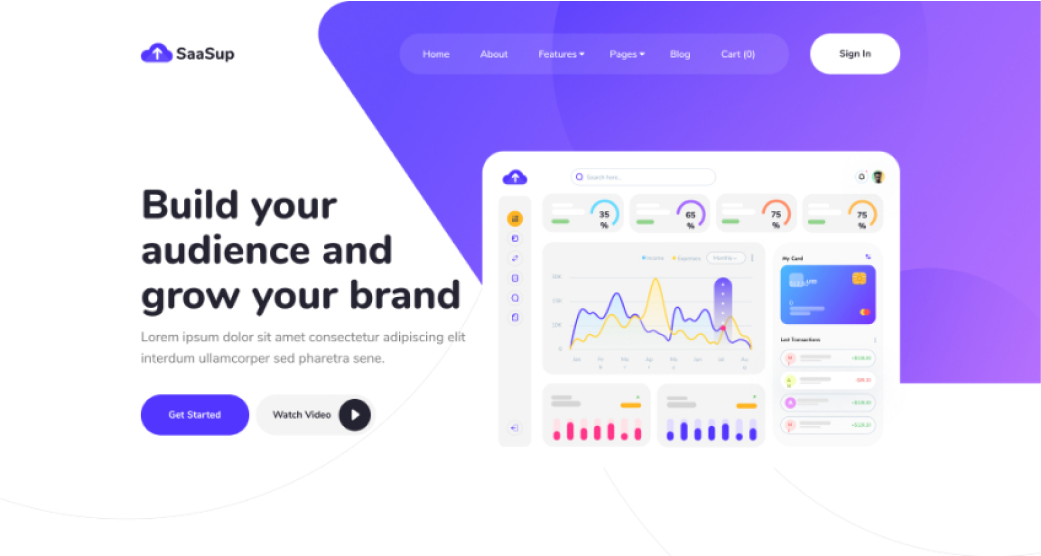 SaaSup
Home About Features Pages Blog Cart (0)
Sign In
Build your
audience and
grow your brand
Lorem ipsum dolor sit amet consectetur adipiscing elit
interdum ullamcorper sed pharetra sene.
Get Started
Watch Video
Search here..
35
%
65
%
75
%
75
%
Income Expenses Monthly
My Card
Last Transactions